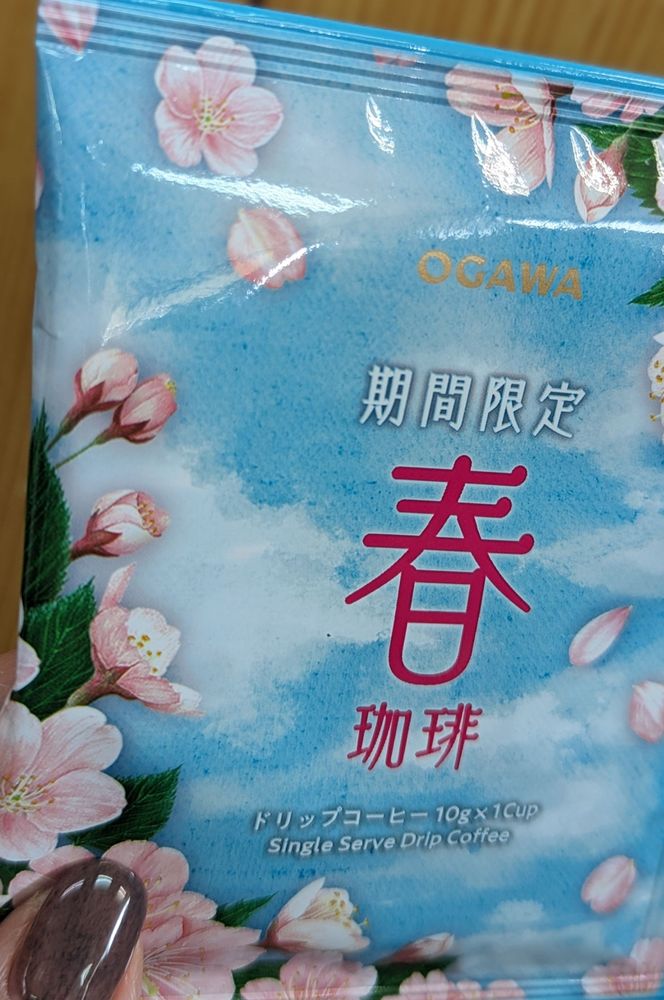 OGAWA
期間限定
春
珈琲
ドリップコーヒー 10g×1Cup
Single Serve Drip Coffee